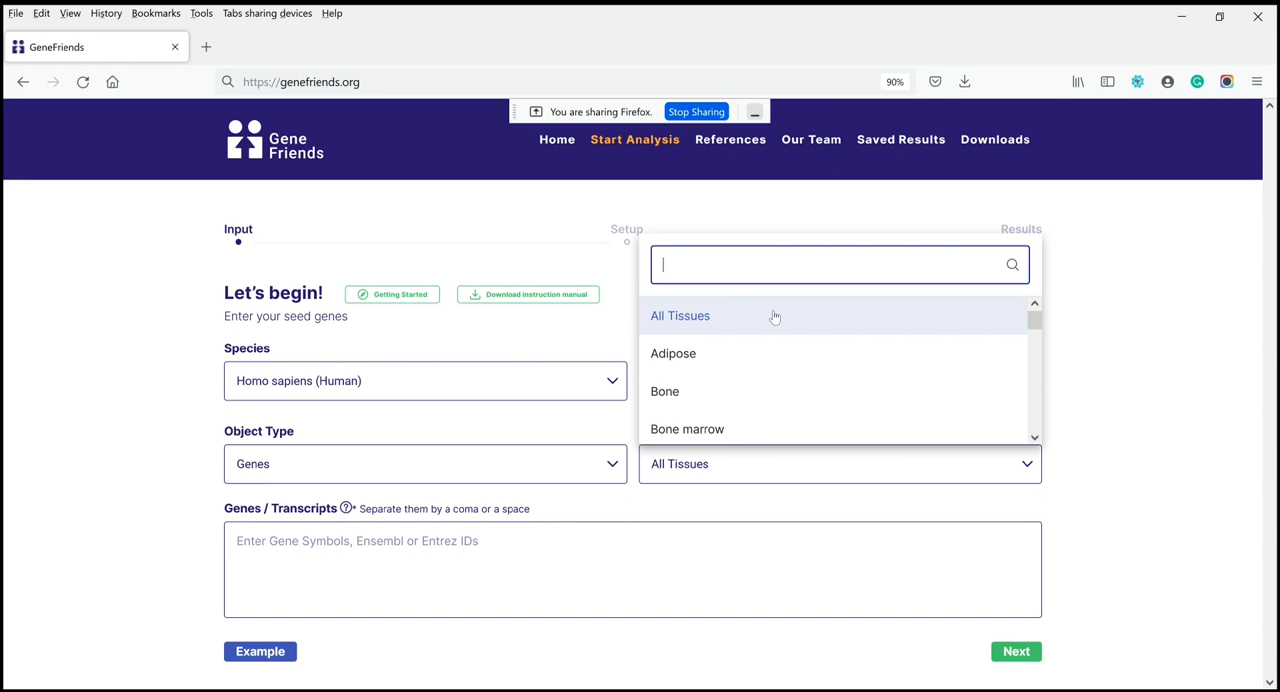 File Edit View History Bookmarks Tools Tabs sharing devices Help
GeneFriends
https://genefriends.org 90%
You are sharing Firefox. Stop Sharing
Gene
Friends
Home Start Analysis References Our Team Saved Results Downloads
Input Setup Results
Let's begin! Getting Started Download instruction manual
Enter your seed genes
All Tissues
Adipose
Bone
Bone marrow
Species
Homo sapiens (Human)
Object Type
Genes All Tissues
Genes / Transcripts ?* Separate them by a coma or a space
Enter Gene Symbols, Ensembl or Entrez IDs
Example Next